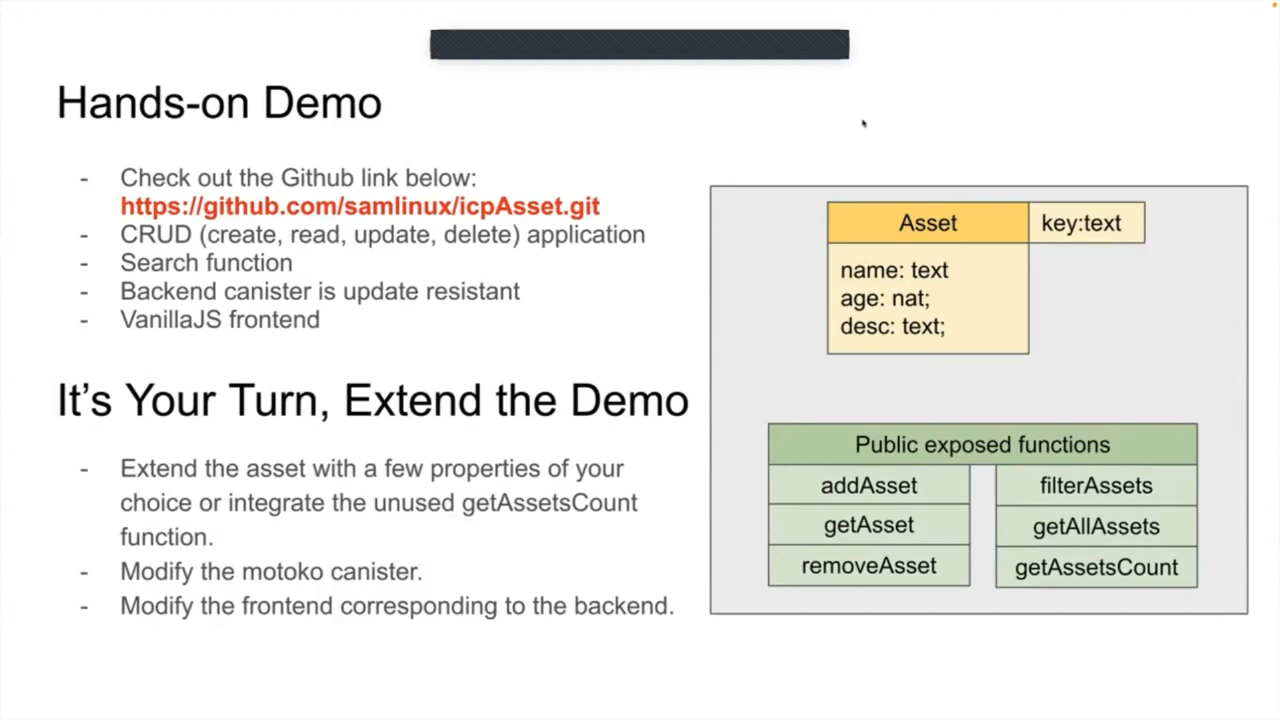 Hands-on Demo
- Check out the Github link below:
https://github.com/samlinux/icpAsset.git
- CRUD (create, read, update, delete) application
- Search function
- Backend canister is update resistant
- VanillaJS frontend
It's Your Turn, Extend the Demo
- Extend the asset with a few properties of your
choice or integrate the unused getAssetsCount
function.
- Modify the motoko canister.
- Modify the frontend corresponding to the backend.
Asset
key:text
name: text
age: nat;
desc: text;
Public exposed functions
addAsset
getAsset
removeAsset
filterAssets
getAllAssets
getAssetsCount